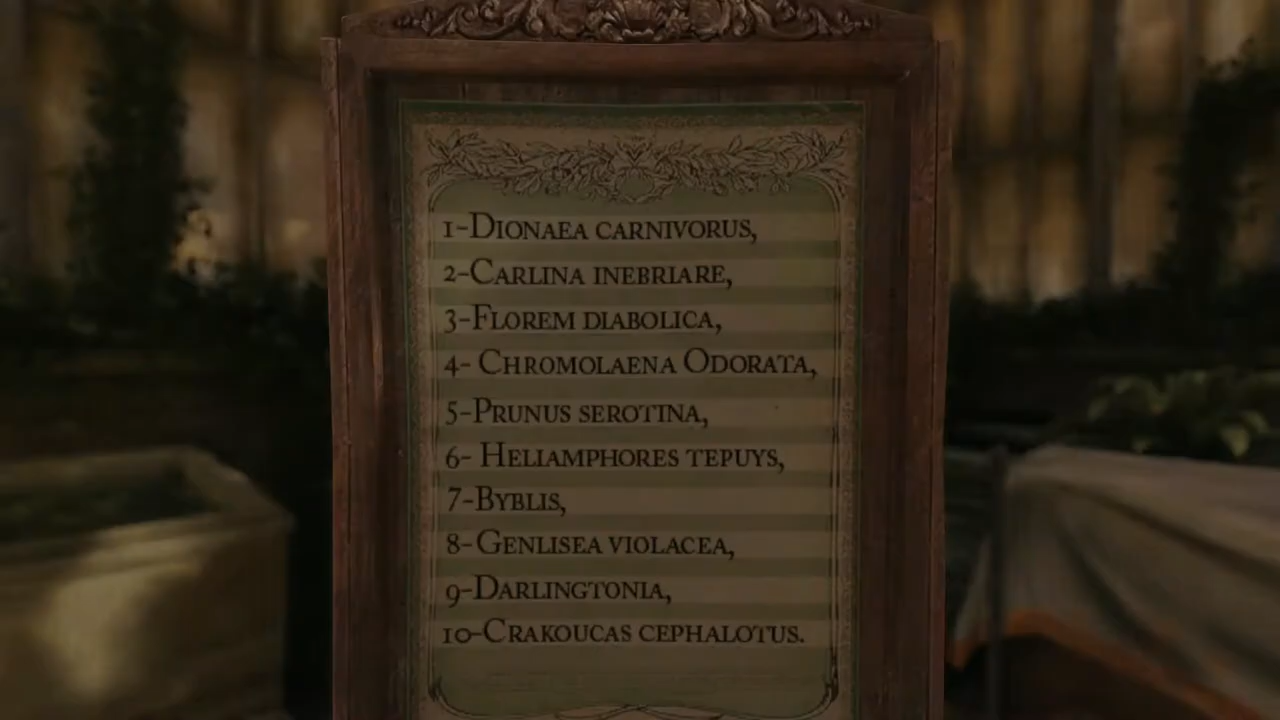 1-Dionaea carnivorus,
2-Carlina inebriare,
3-Florem diabolica,
4- Chromolaena Odorata,
5-Prunus serotina,
6- Heliamphores tepuys,
7-Byblis,
8-Genlisea violacea,
9-Darlingtonia,
10-Crakoucas cephalotus.